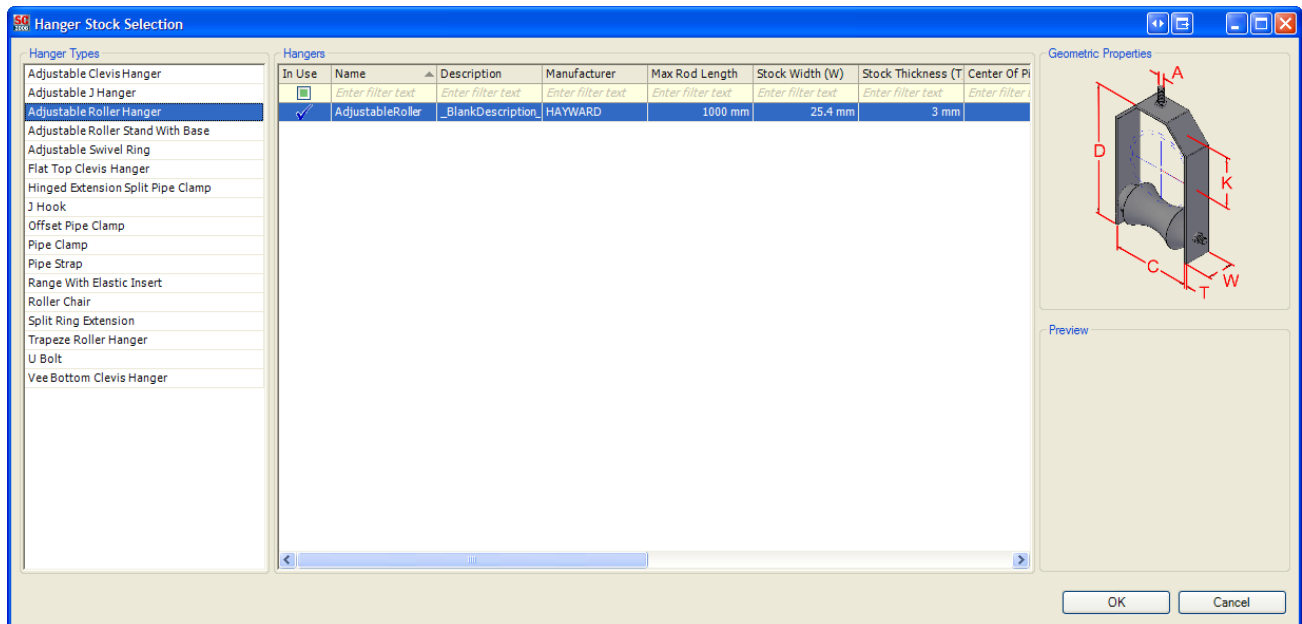 SD 2008 Hanger Stock Selection
Hanger Types
Adjustable Clevis Hanger
Adjustable J Hanger
Adjustable Roller Hanger
Adjustable Roller Stand With Base
Adjustable Swivel Ring
Flat Top Clevis Hanger
Hinged Extension Split Pipe Clamp
J Hook
Offset Pipe Clamp
Pipe Clamp
Pipe Strap
Range With Elastic Insert
Roller Chair
Split Ring Extension
Trapeze Roller Hanger
U Bolt
Vee Bottom Clevis Hanger
Hangers
In Use Name Description Manufacturer Max Rod Length Stock Width (W) Stock Thickness (T Center Of Pi
Enter filter text Enter filter text Enter filter text Enter filter text Enter filter text Enter filter text Enter filter t
AdjustableRoller _BlankDescription_ HAYWARD 1000 mm 25.4 mm 3 mm
Geometric Properties
A
D
K
C
W
T
Preview
OK Cancel